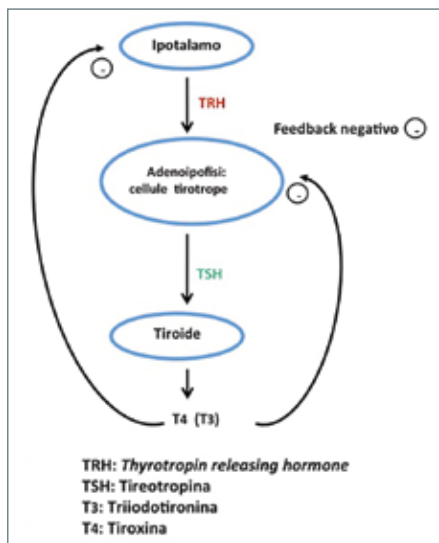 Ipotalamo
-
TRH
Feedback negativo -
Adenoipofisi:
cellule tirotrope
-
TSH
Tiroide
T4 (T3)
TRH: Thyrotropin releasing hormone
TSH: Tireotropina
T3: Triiodotironina
T4: Tiroxina